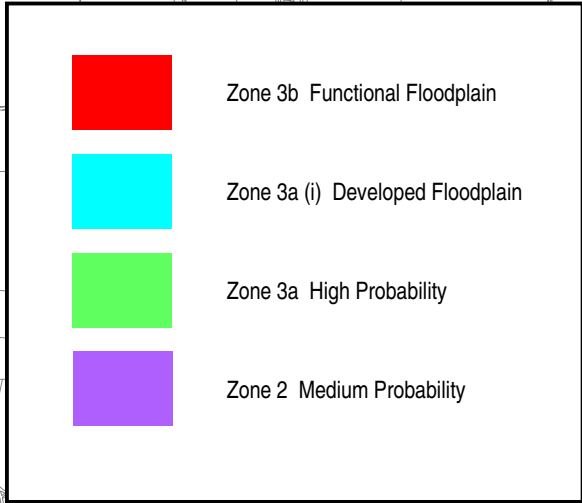 Zone 3b Functional Floodplain
Zone 3a (i) Developed Floodplain
Zone 3a High Probability
Zone 2 Medium Probability